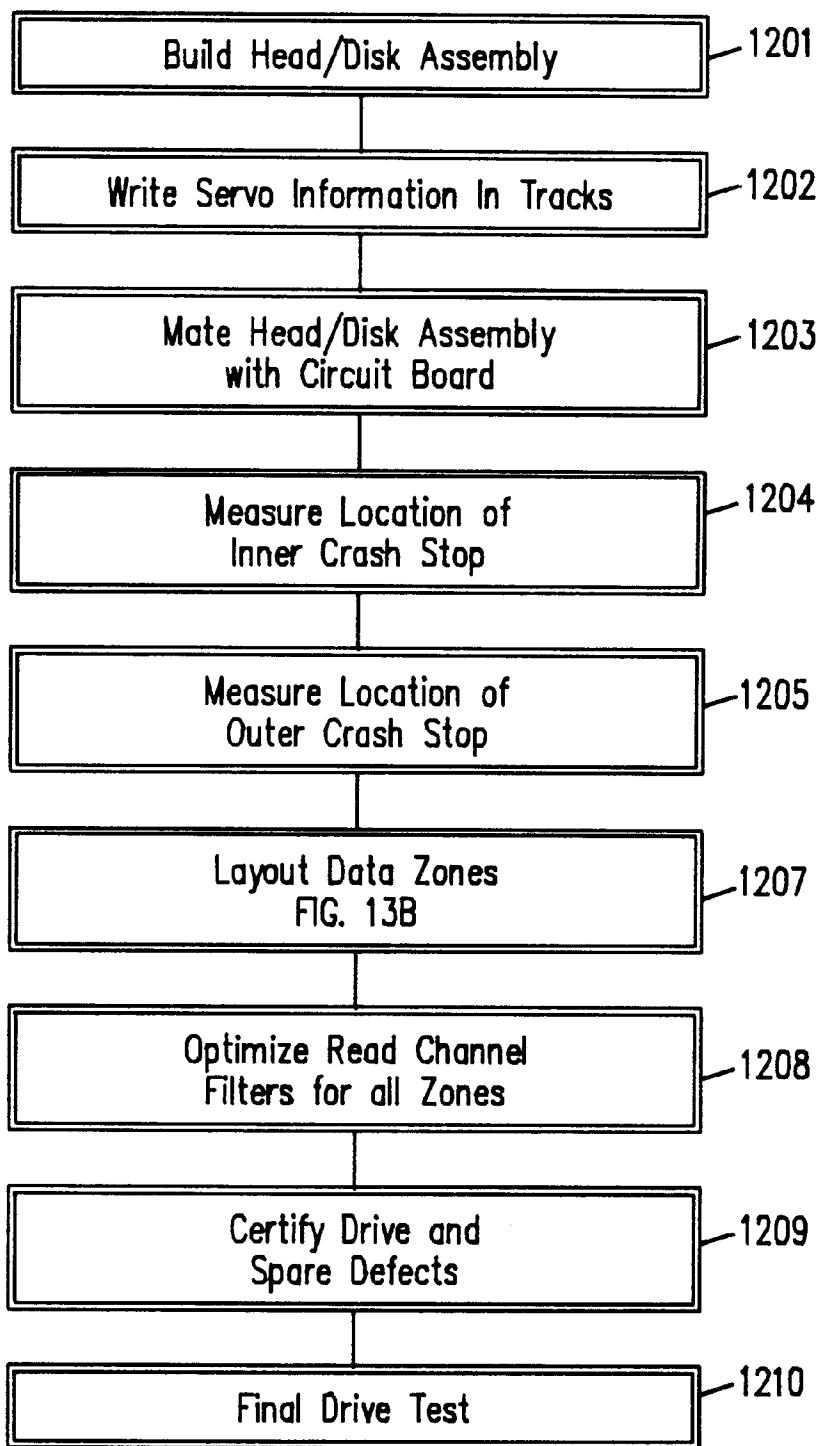 Build Head/Disk Assembly
1201
Write Servo Information In Tracks
1202
Mate Head/Disk Assembly
with Circuit Board
1203
Measure Location of
Inner Crash Stop
1204
Measure Location of
Outer Crash Stop
1205
Layout Data Zones
FIG. 13B
1207
Optimize Read Channel
Filters for all Zones
1208
Certify Drive and
Spare Defects
1209
Final Drive Test
1210